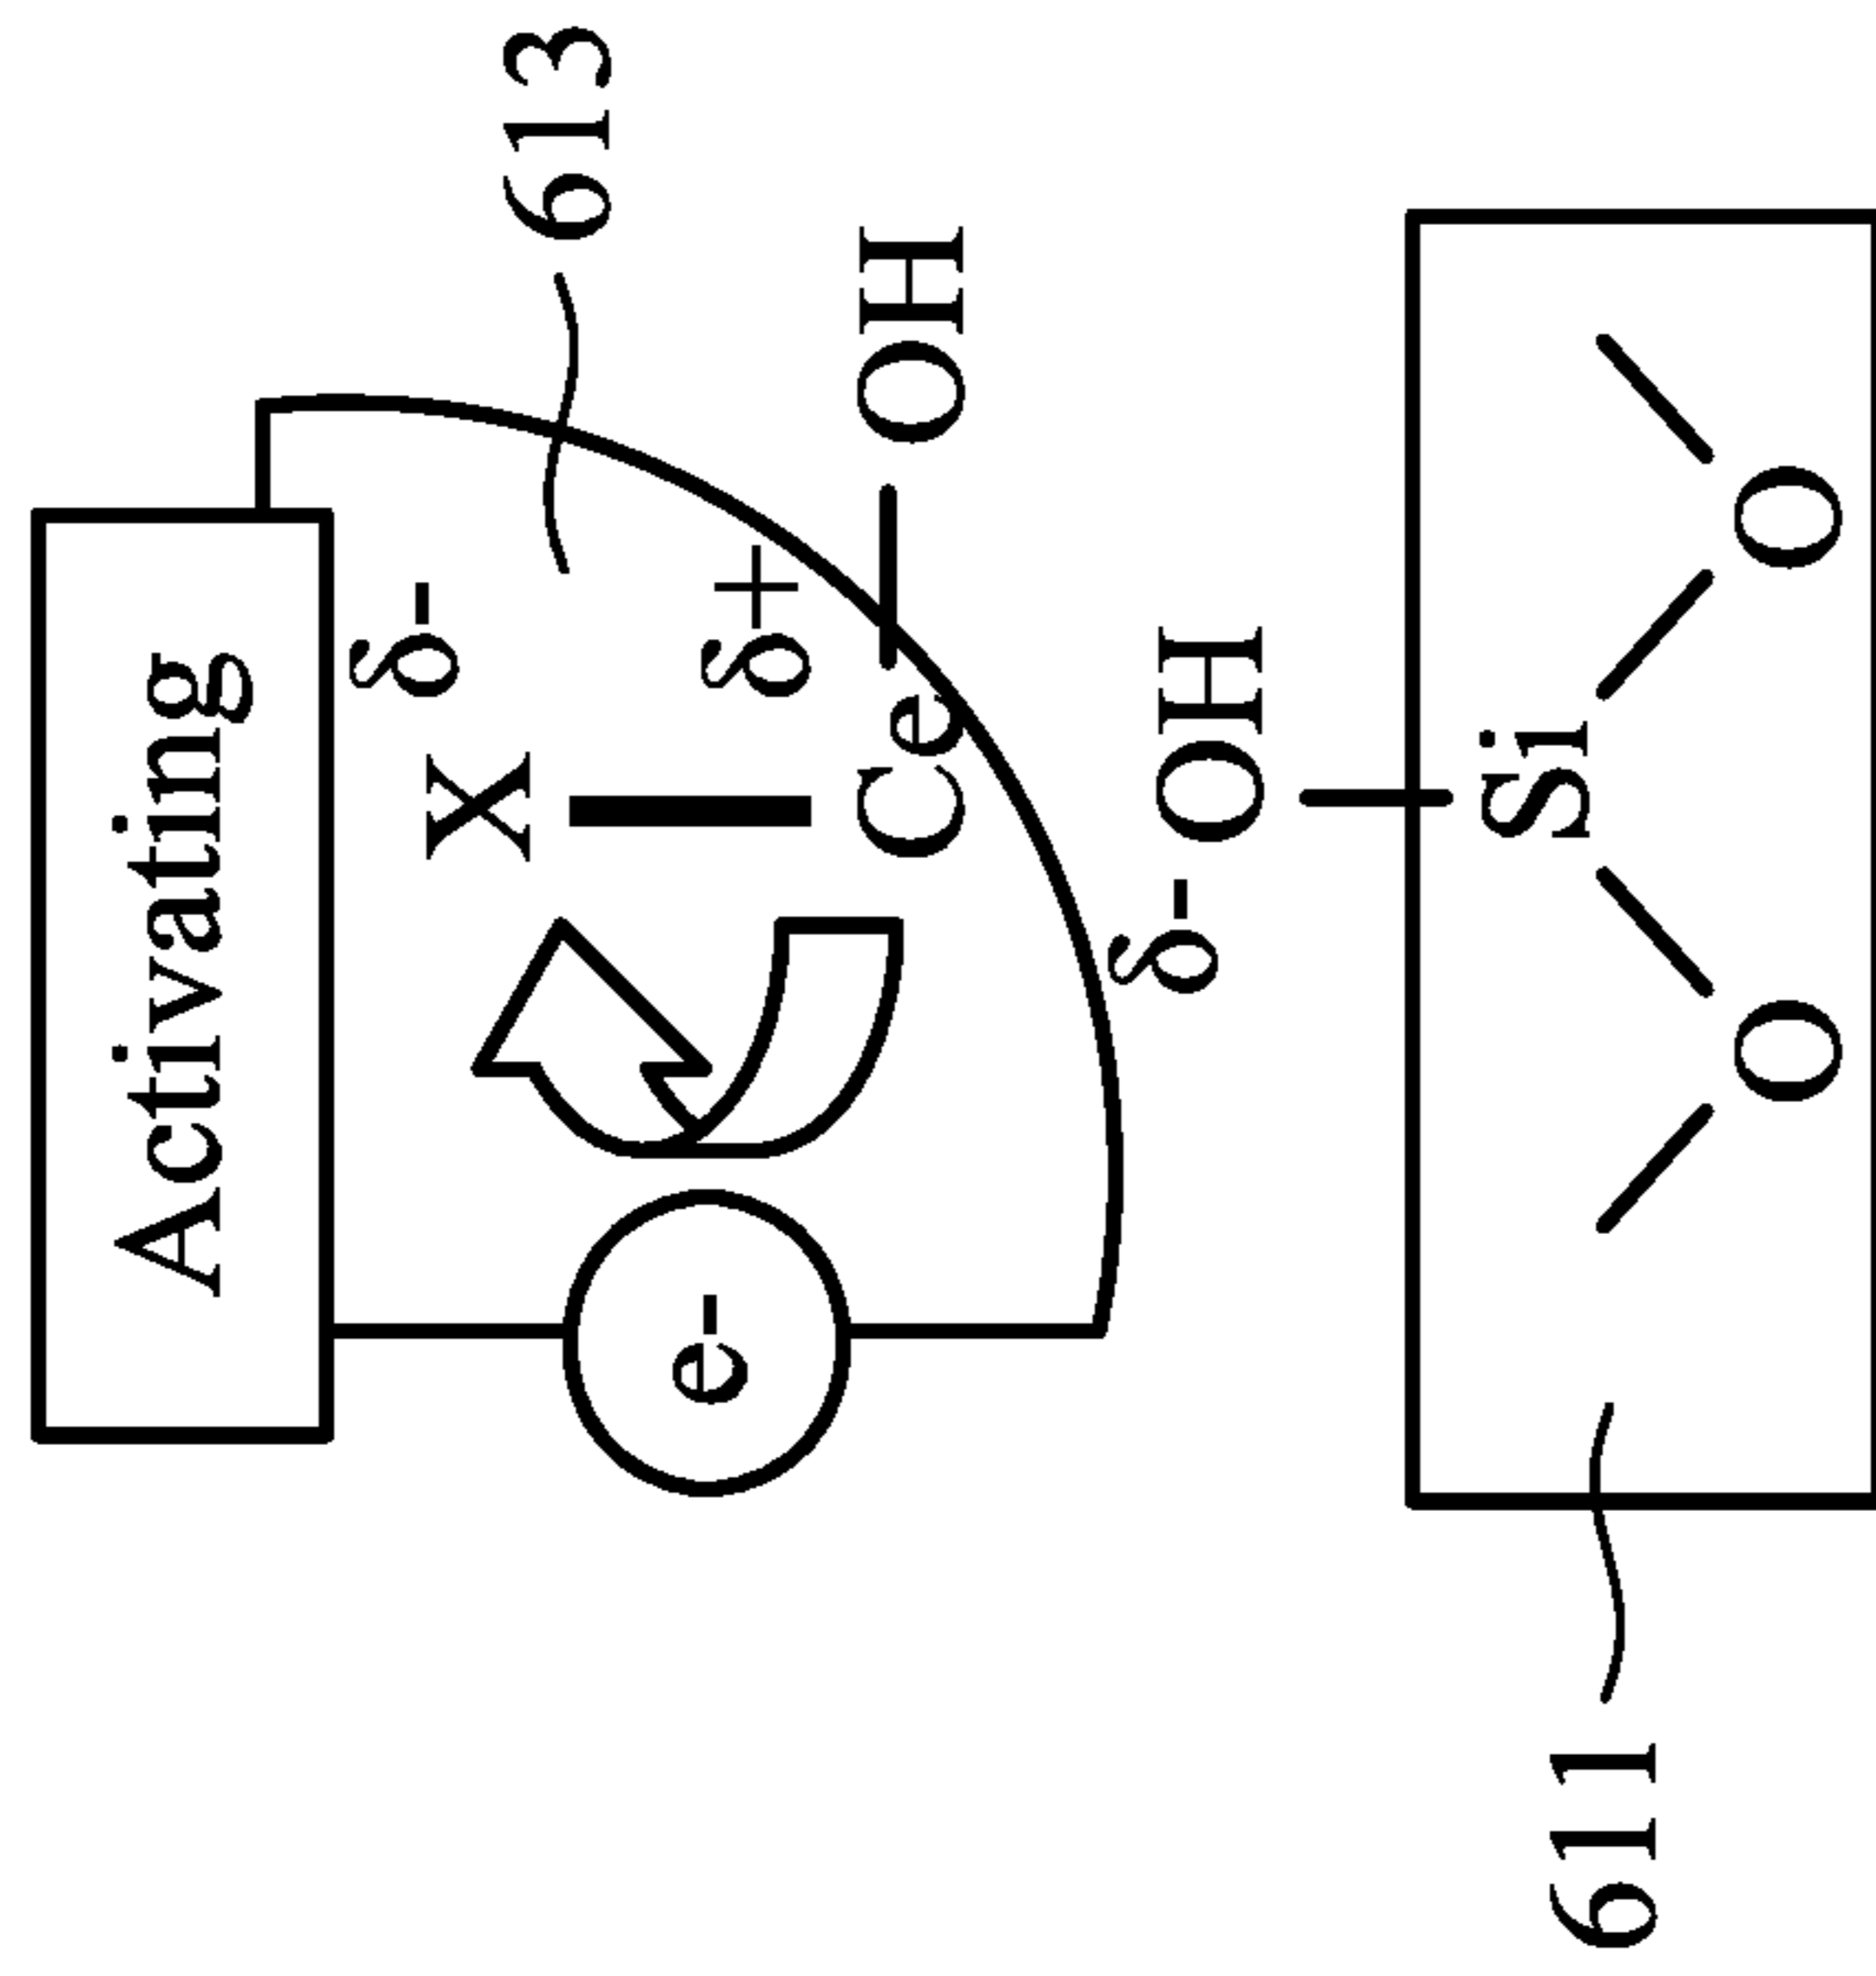 Activating
X δ-
613
e-
δ+
Ce OH
δ- OH
Si
611
O O